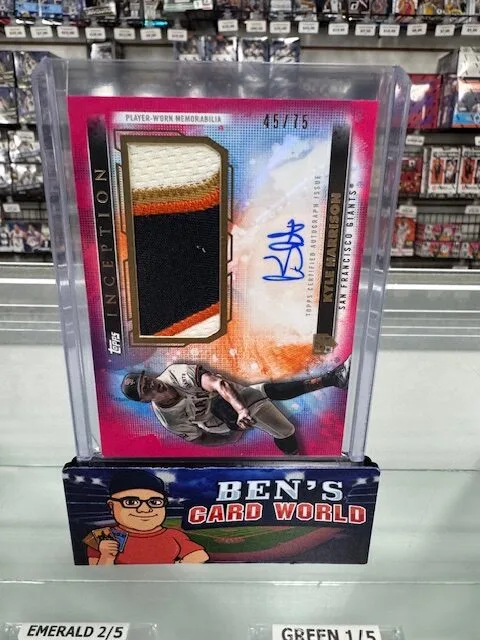 PLAYER-WORN MEMORABILIA
45/75
Topps
INCEPTION
TOPPS CERTIFIED AUTOGRAPH ISSUE
KYLE HARRISON
SAN FRANCISCO GIANTS®
RC
BEN'S
CARD WORLD
EMERALD 2/5
GREEN 1/5